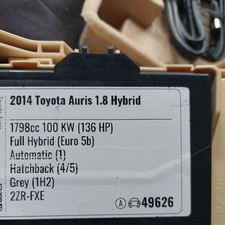 2014 Toyota Auris 1.8 Hybrid
1798cc 100 KW (136 HP)
Full Hybrid (Euro 5b)
Automatic (1)
Hatchback (4/5)
Grey (1H2)
2ZR-FXE
A 49626